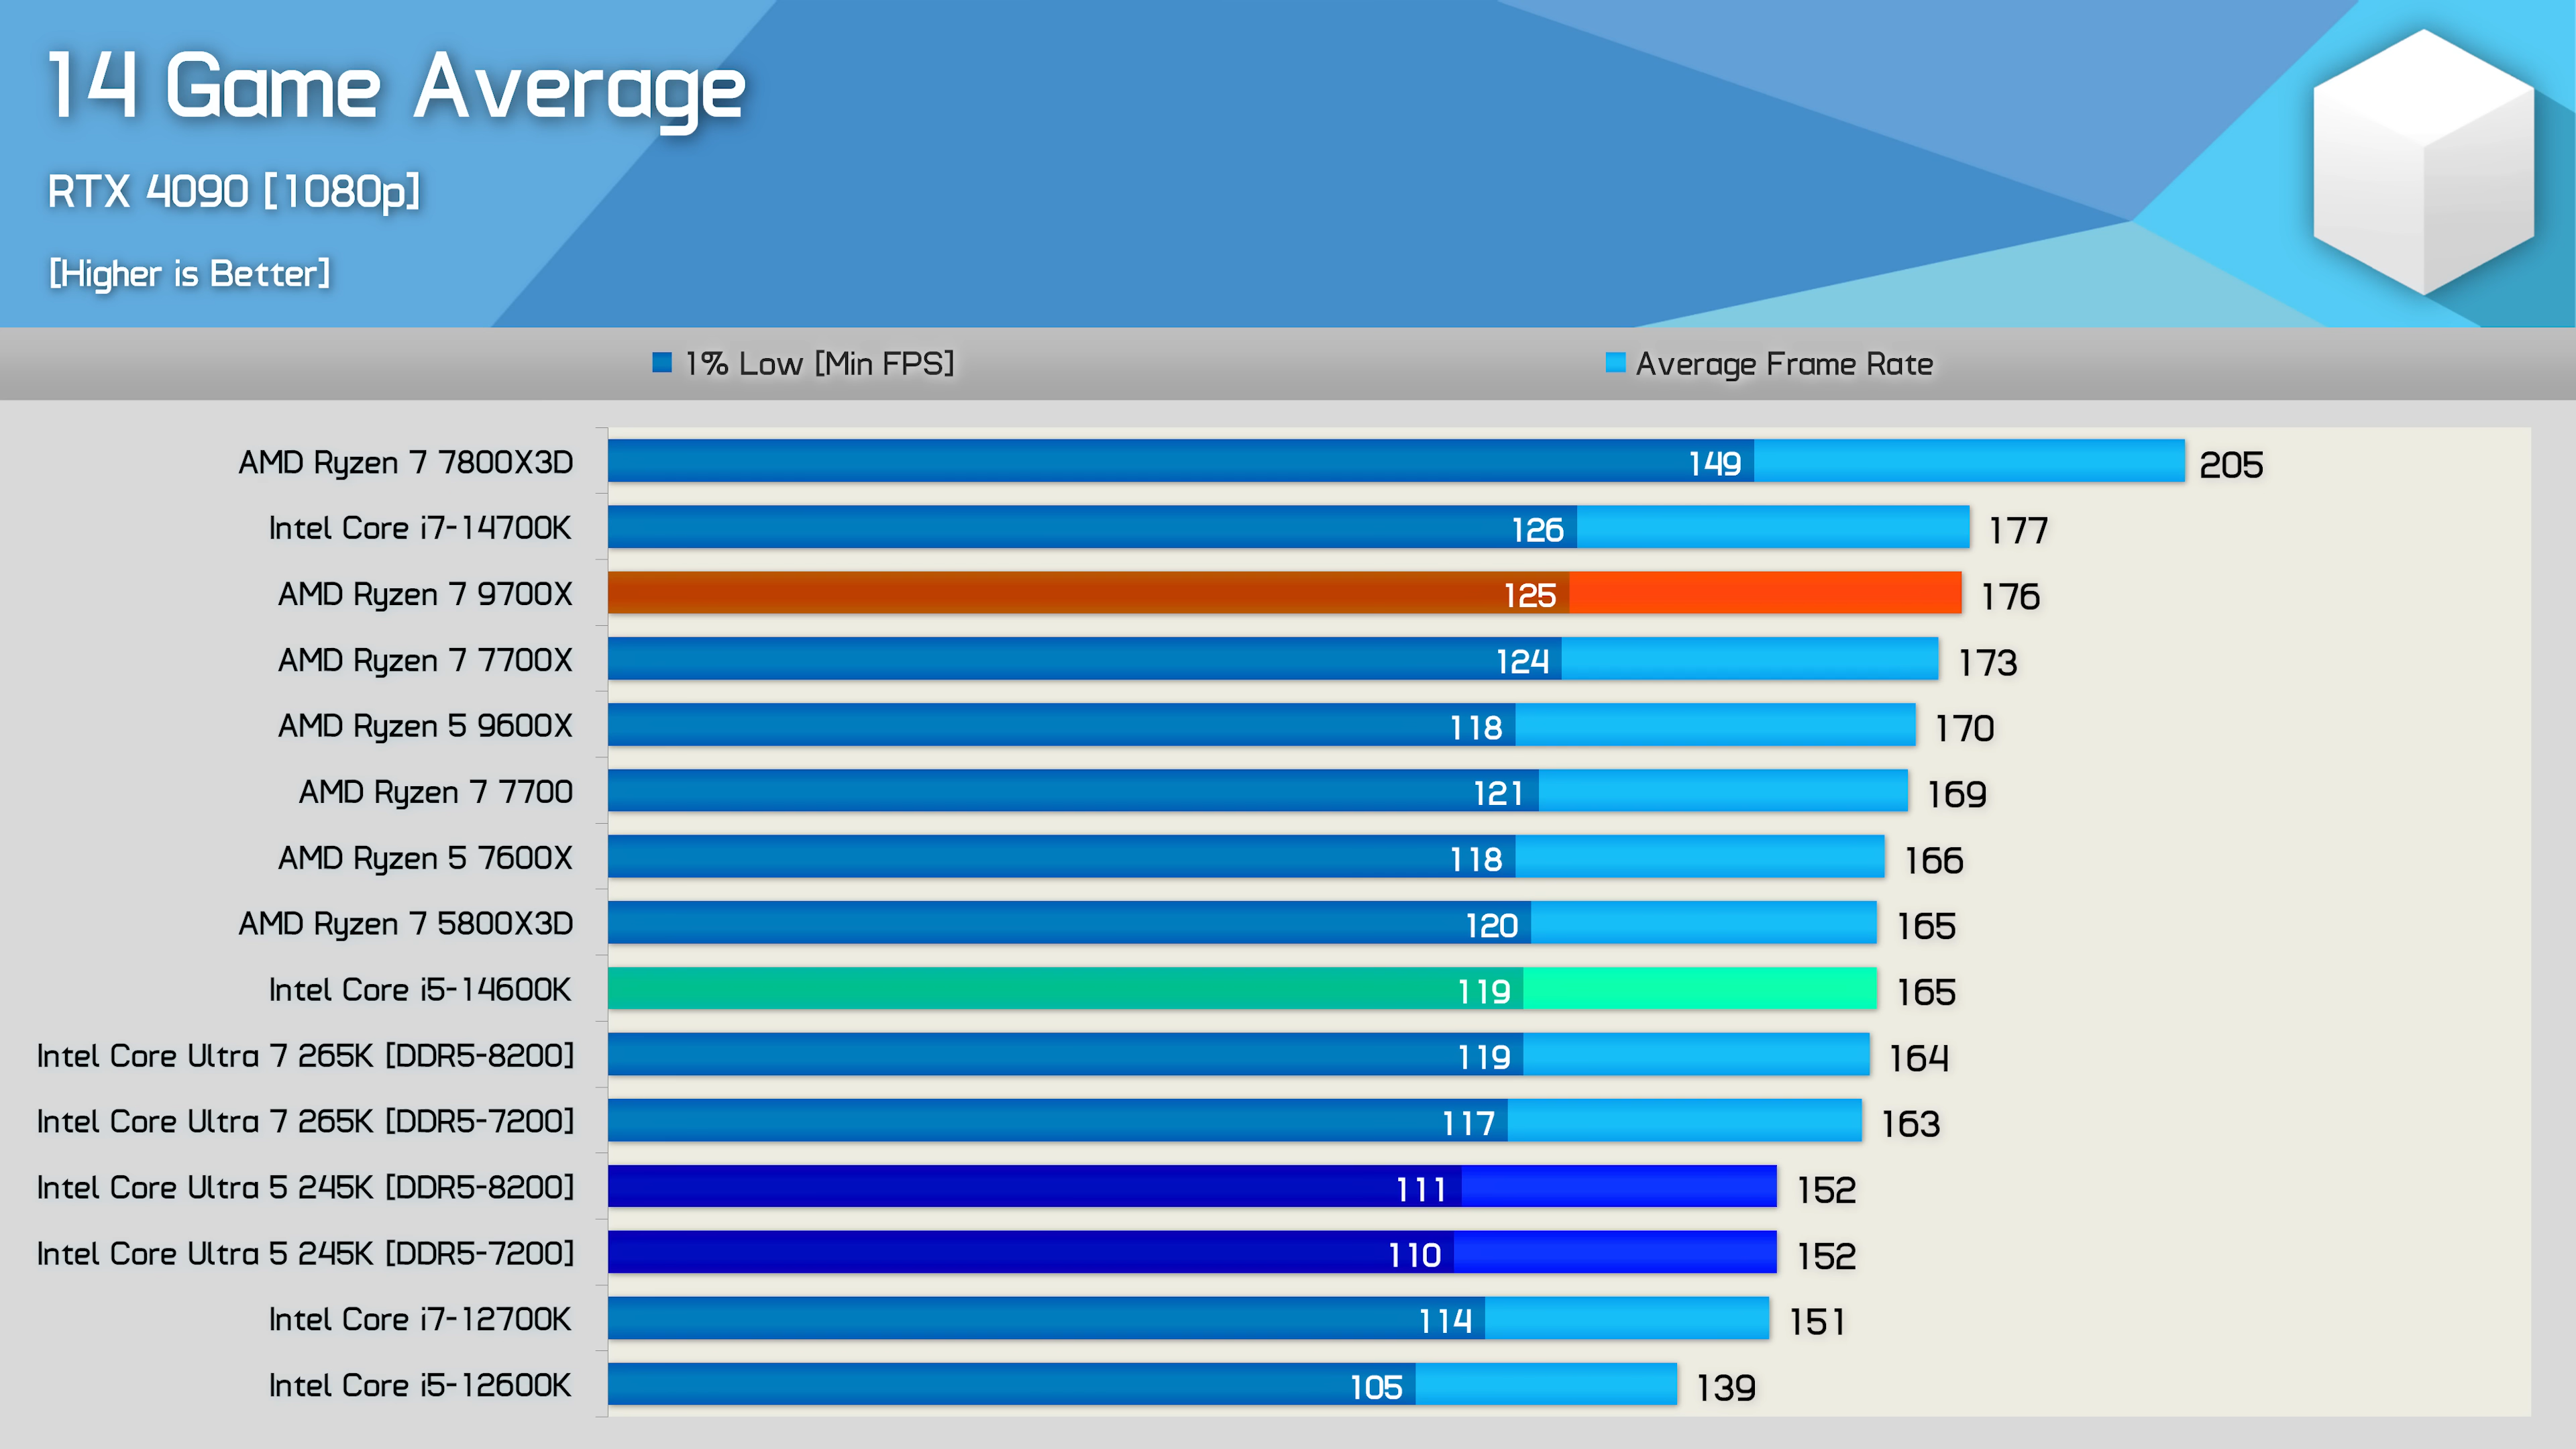 14 Game Average
RTX 4090 [1080p]
[Higher is Better]
1% Low [Min FPS] Average Frame Rate
AMD Ryzen 7 7800X3D 149 205
Intel Core i7-14700K 126 177
AMD Ryzen 7 9700X 125 176
AMD Ryzen 7 7700X 124 173
AMD Ryzen 5 9600X 118 170
AMD Ryzen 7 7700 121 169
AMD Ryzen 5 7600X 118 166
AMD Ryzen 7 5800X3D 120 165
Intel Core i5-14600K 119 165
Intel Core Ultra 7 265K [DDR5-8200] 119 164
Intel Core Ultra 7 265K [DDR5-7200] 117 163
Intel Core Ultra 5 245K [DDR5-8200] 111 152
Intel Core Ultra 5 245K [DDR5-7200] 110 152
Intel Core i7-12700K 114 151
Intel Core i5-12600K 105 139